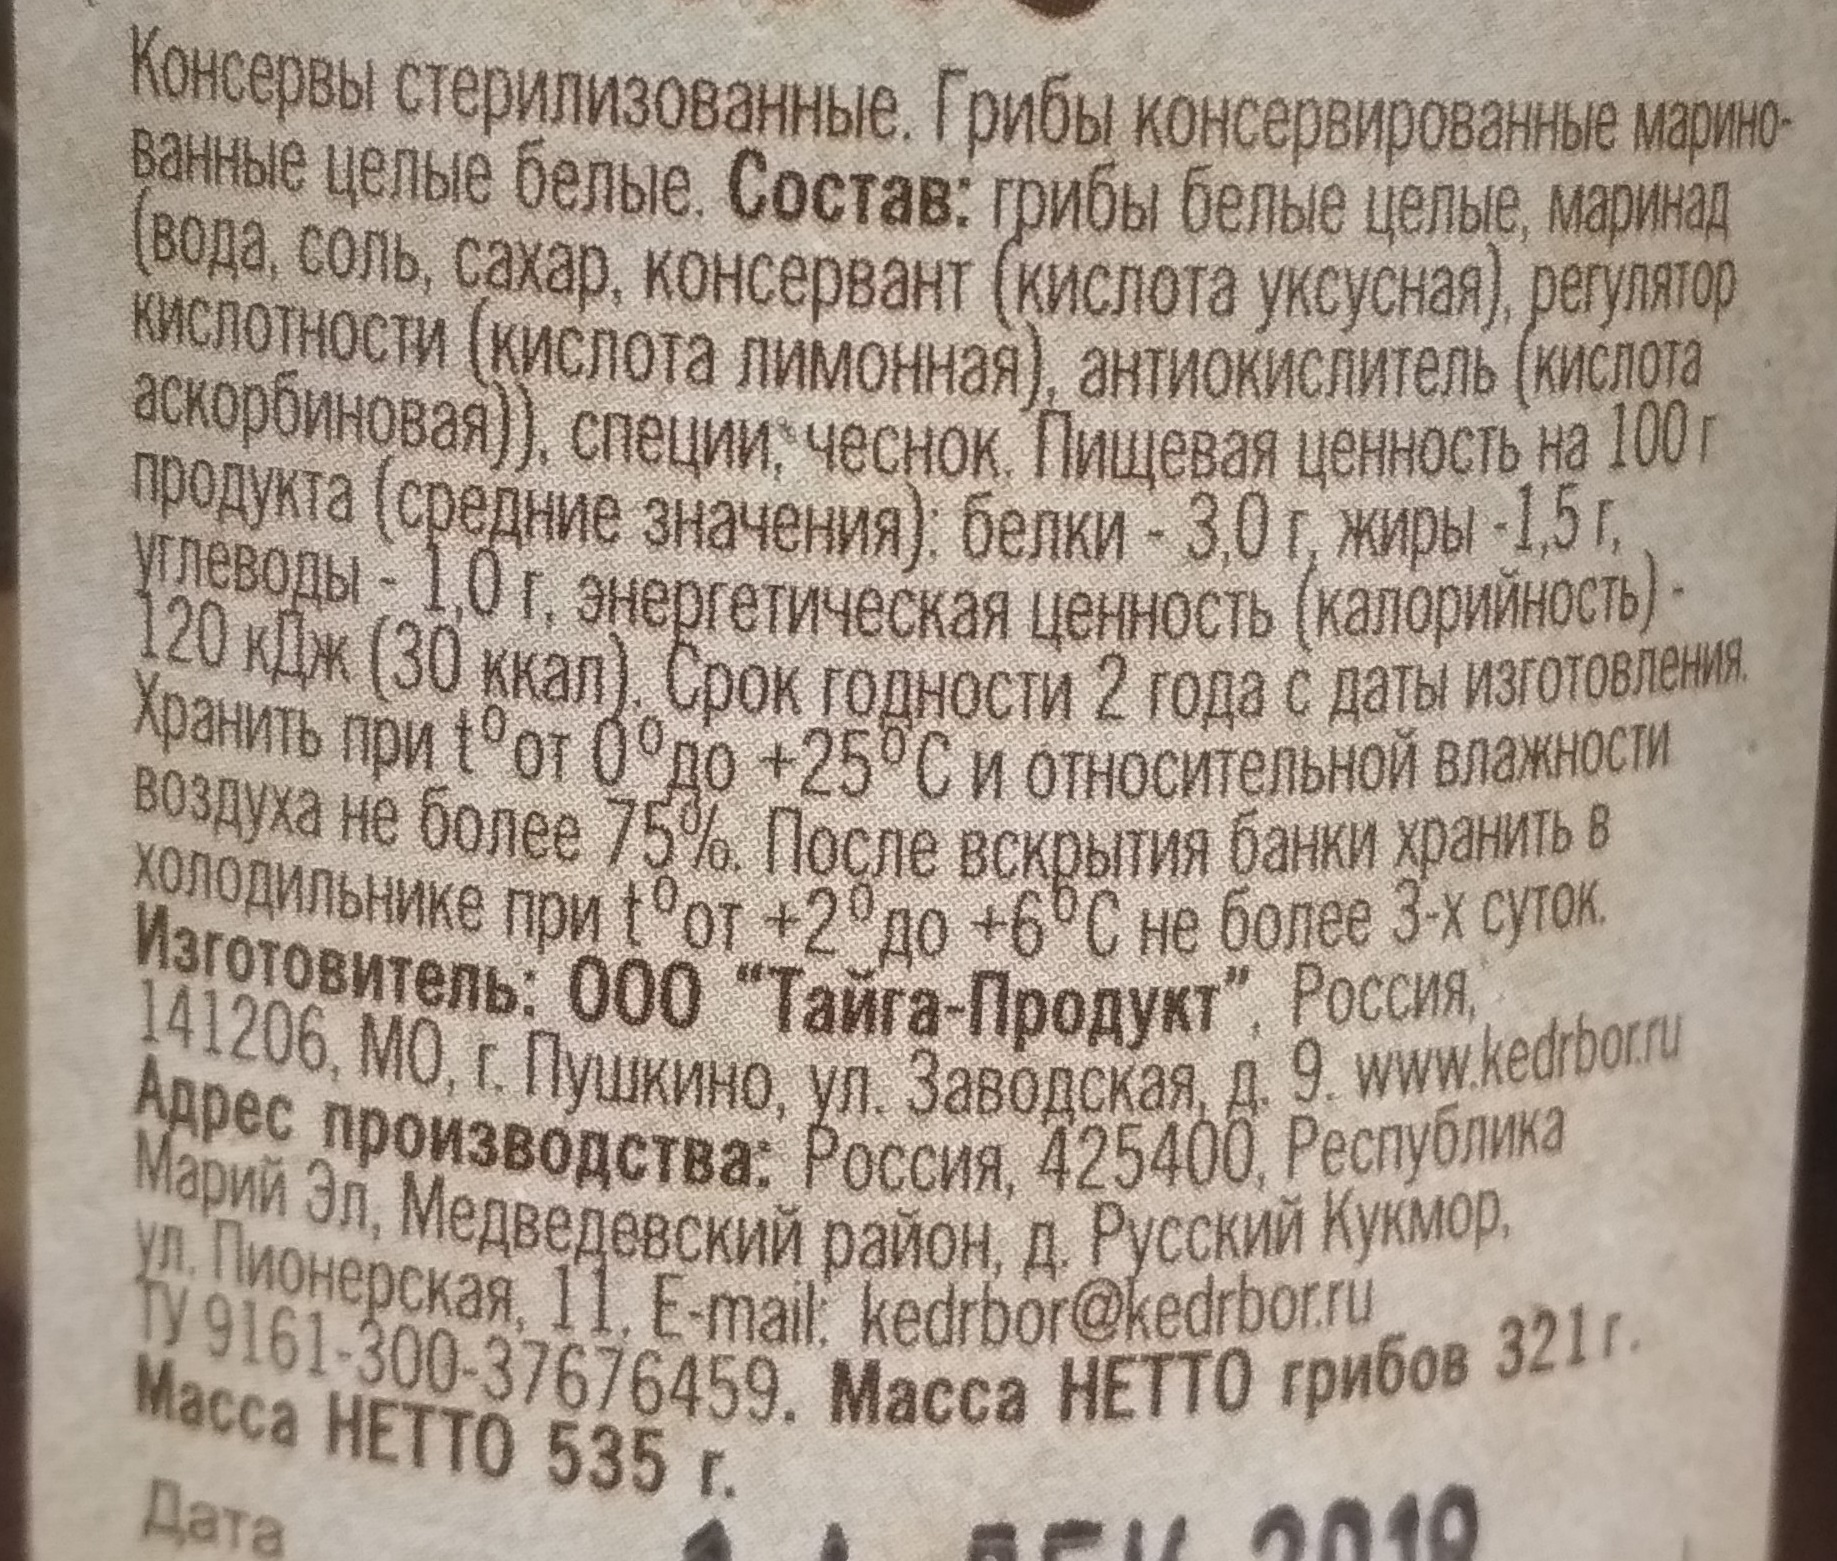 Консервы стерилизованные. Грибы консервированные марино-
ванные целые белые. Состав: грибы белые целые, маринад
(вода, соль, сахар, консервант (кислота уксусная), регулятор
кислотности (кислота лимонная), антиокислитель (кислота
аскорбиновая)), специи, чеснок. Пищевая ценность на 100 г
продукта (средние значения): белки - 3,0 г, жиры -1,5 г,
углеводы - 1,0 г, энергетическая ценность (калорийность) -
120 кДж (30 ккал). Срок годности 2 года с даты изготовления.
Хранить при t° от 0° до +25°С и относительной влажности
воздуха не более 75%. После вскрытия банки хранить в
холодильнике при t° от +2° до +6°С не более 3-х суток.
Изготовитель: ООО “Тайга-Продукт”, Россия,
141206, МО, г. Пушкино, ул. Заводская, д. 9. www.kedrbor.ru
Адрес производства: Россия, 425400, Республика
Марий Эл, Медведевский район, д. Русский Кукмор,
ул. Пионерская, 11. E-mail: kedrbor@kedrbor.ru
ТУ 9161-300-37676459. Масса НЕТТО грибов 321 г.
Масса НЕТТО 535 г.
Дата
ДЕК